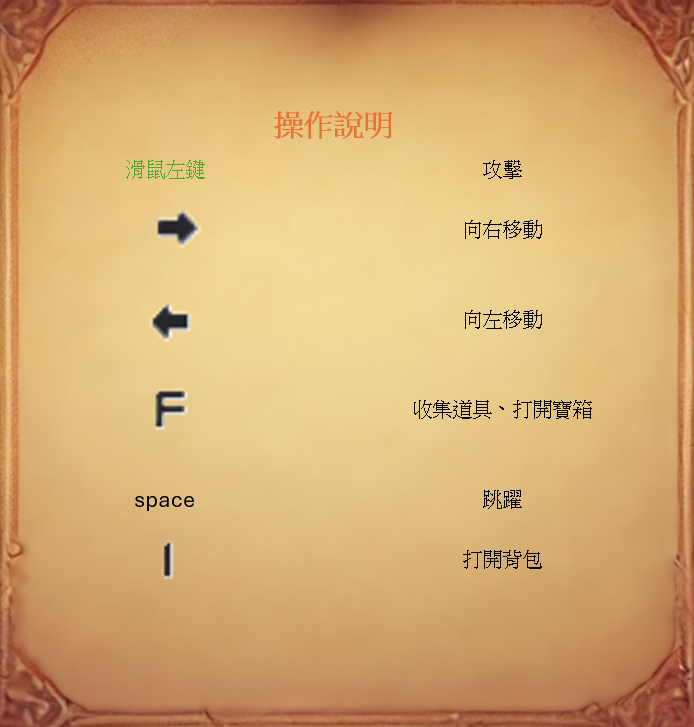 操作說明
滑鼠左鍵 攻擊
➡ 向右移動
⬅ 向左移動
F 收集道具、打開寶箱
space 跳躍
I 打開背包